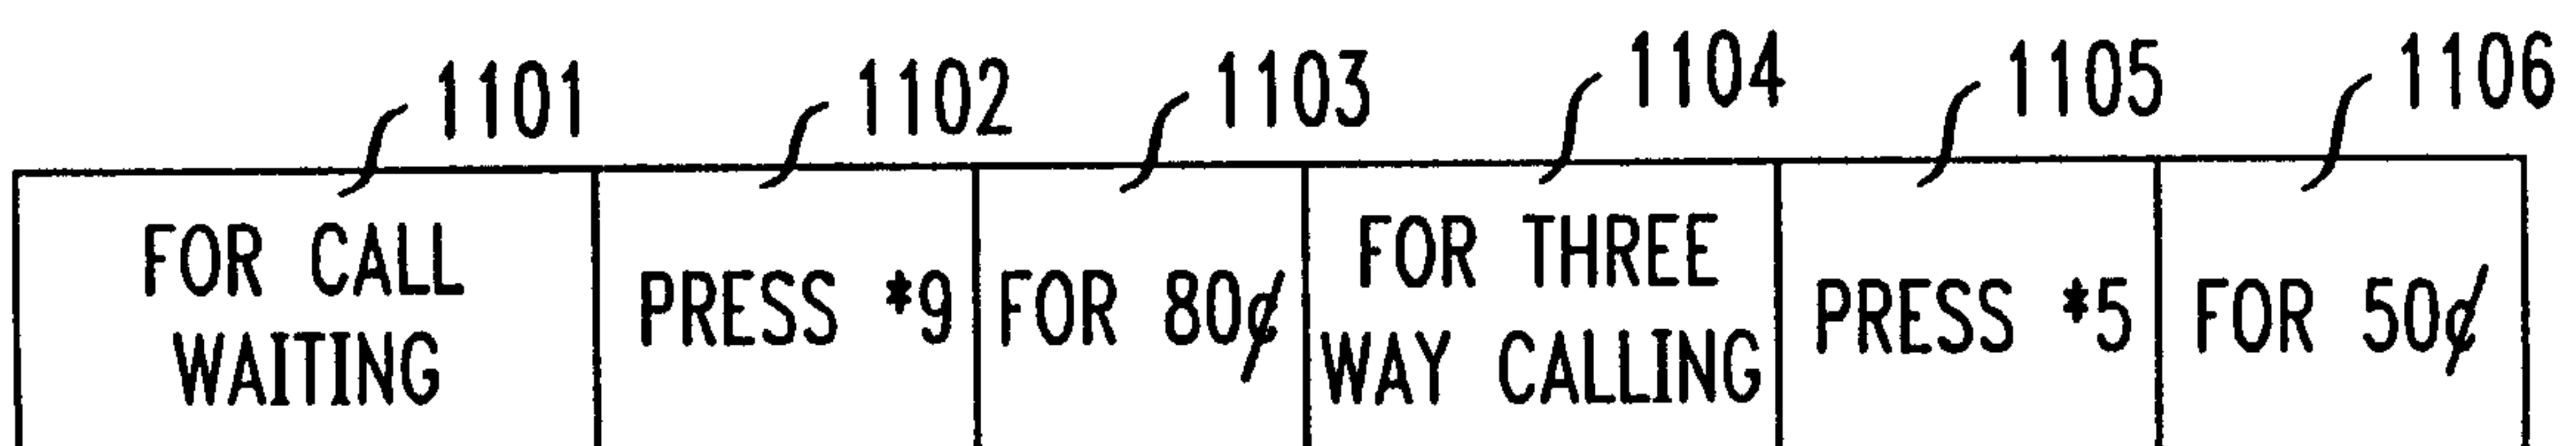 1101 1102 1103 1104 1105 1106
FOR CALL
WAITING
PRESS *9
FOR 80¢
FOR THREE
WAY CALLING
PRESS *5
FOR 50¢